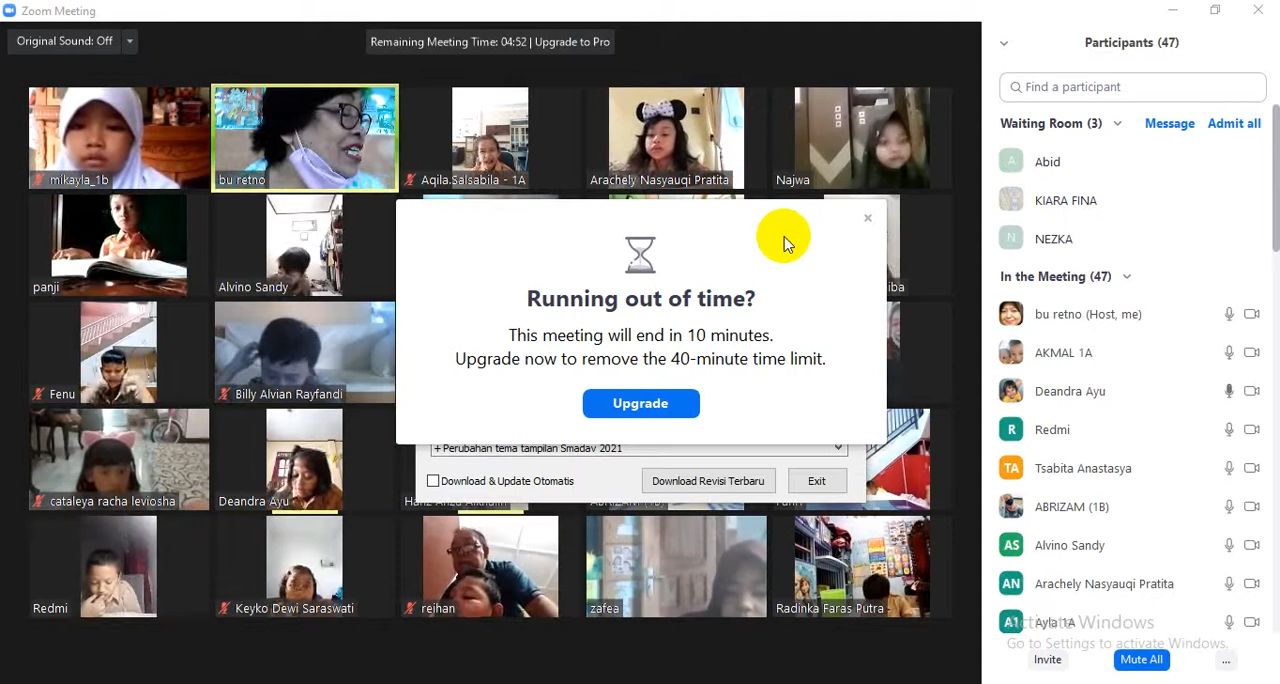 Zoom Meeting
Original Sound: Off
Remaining Meeting Time: 04:52 | Upgrade to Pro
mikayla_1b
bu retno
Aqila.Salsabila - 1A
Arachely Nasyauqi Pratita
Najwa
panji
Alvino Sandy
iba
Fenu
Billy Alvian Rayfandi
cataleya racha leviosha
Deandra Ayu
Redmi
Keyko Dewi Saraswati
reihan
zafea
Radinka Faras Putra
Running out of time?
This meeting will end in 10 minutes.
Upgrade now to remove the 40-minute time limit.
Upgrade
+ Perubahan tema tampilan Smadav 2021
Download & Update Otomatis
Download Revisi Terbaru
Exit
Participants (47)
Find a participant
Waiting Room (3)
Message
Admit all
A
Abid
KIARA FINA
N
NEZKA
In the Meeting (47)
bu retno (Host, me)
AKMAL 1A
Deandra Ayu
R
Redmi
TA
Tsabita Anastasya
ABRIZAM (1B)
AS
Alvino Sandy
AN
Arachely Nasyauqi Pratita
A1
Ayla 1A
Activate Windows
Go to Settings to activate Windows.
Invite
Mute All
...